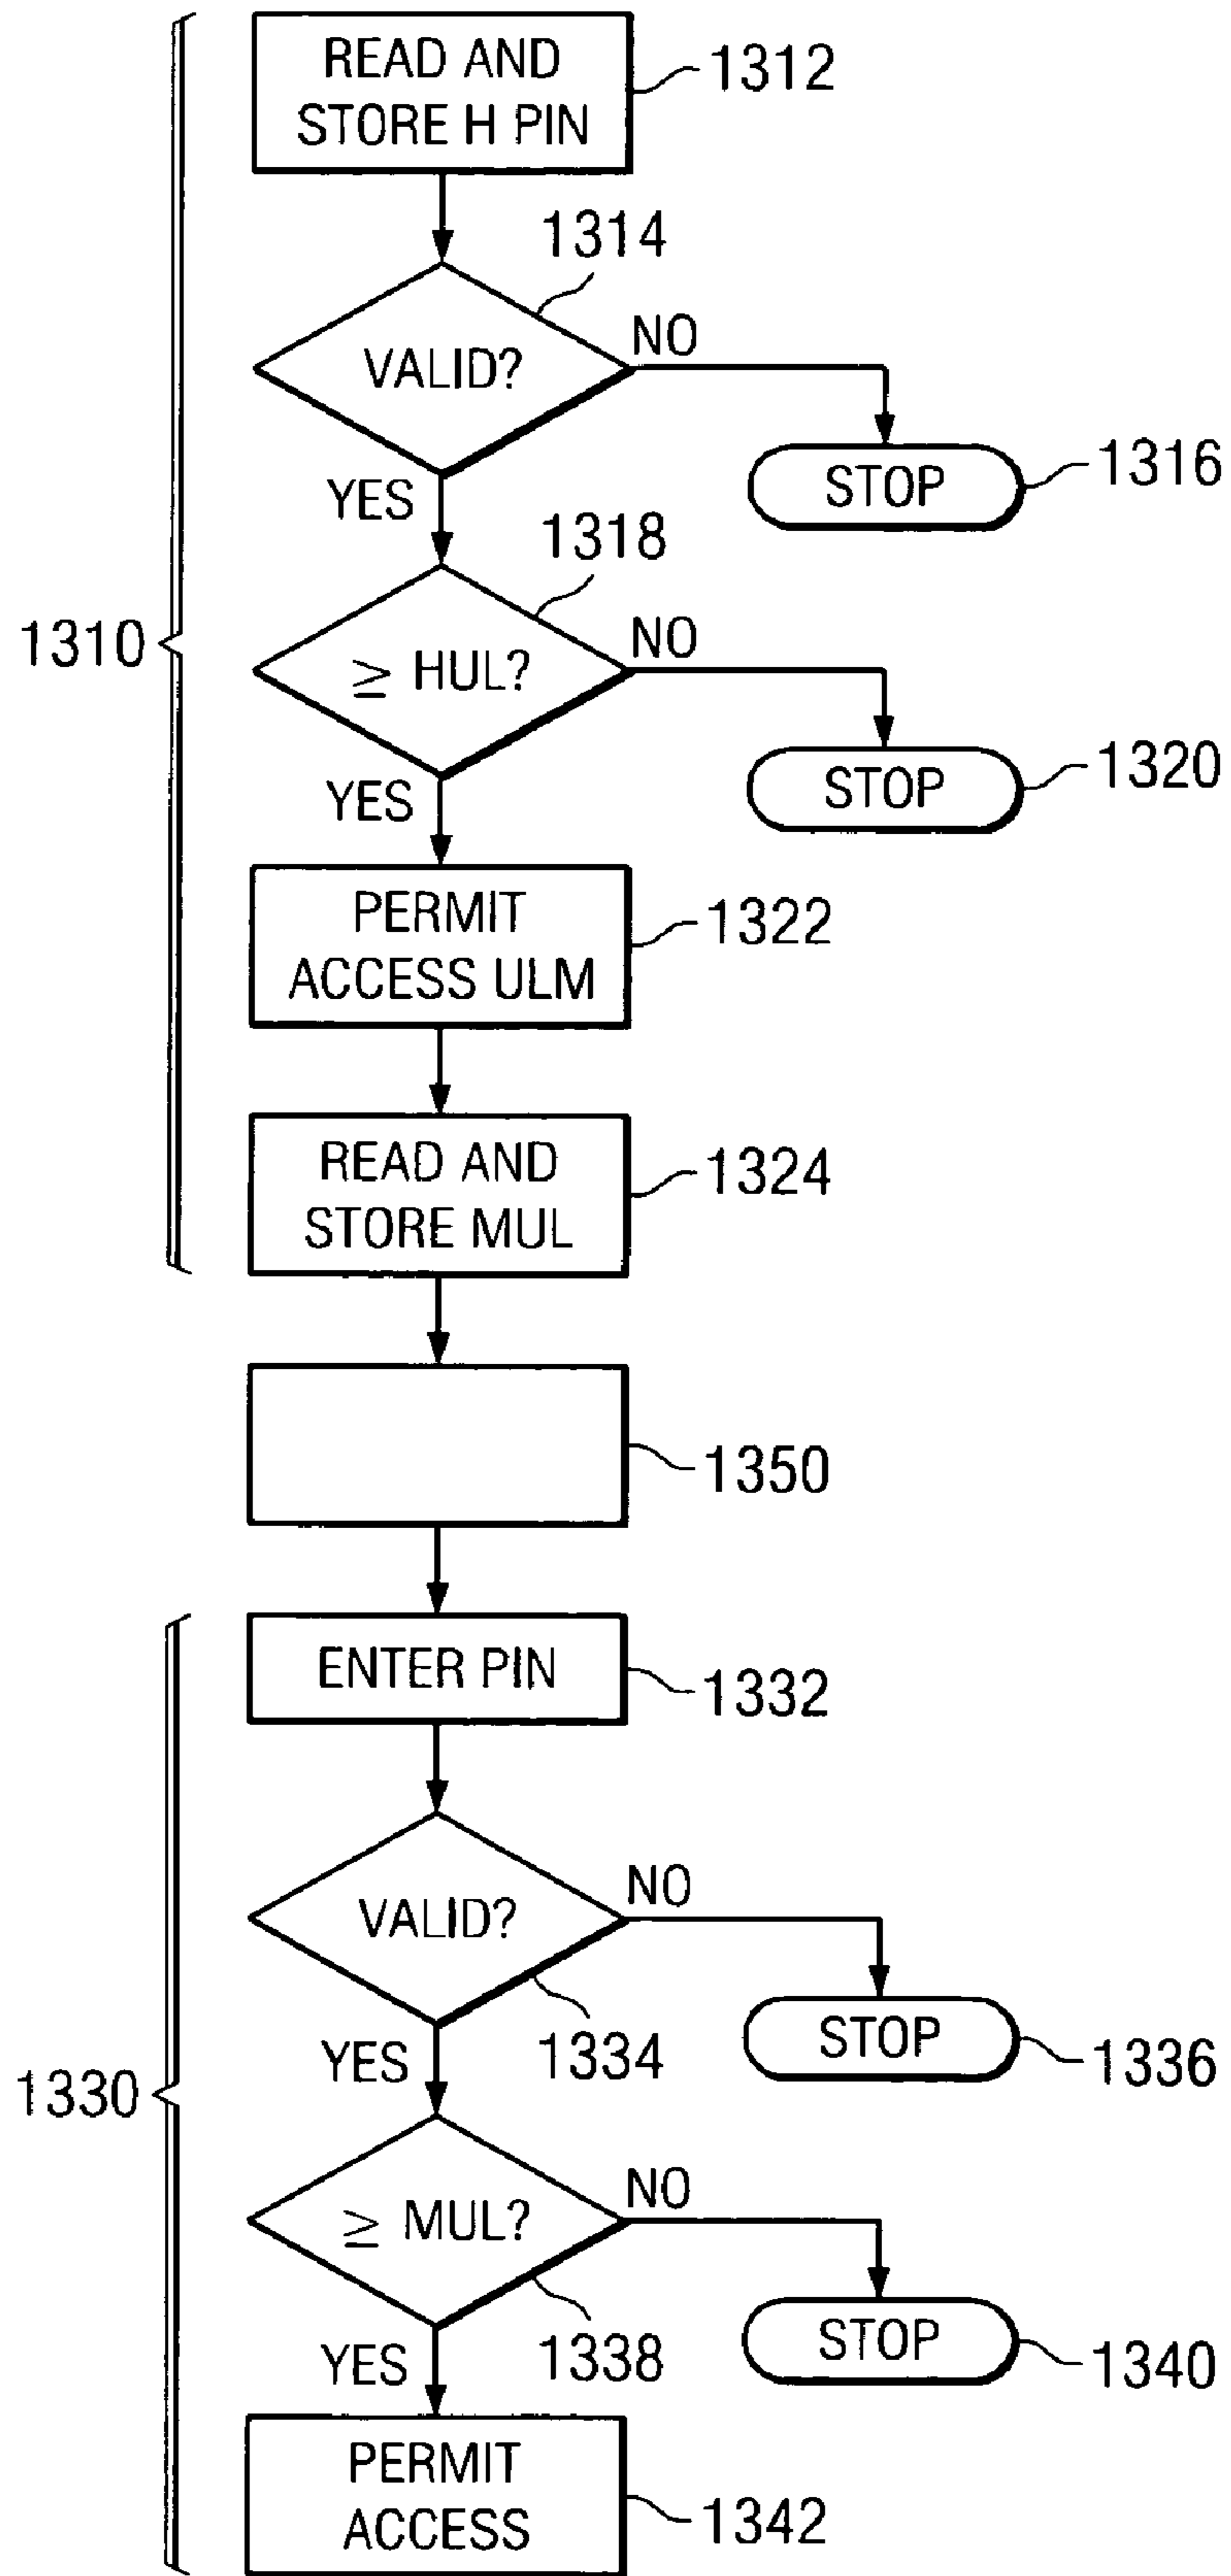 READ AND
STORE H PIN
1312
1314
VALID?
NO
STOP
1316
YES
1318
1310
≥ HUL?
NO
STOP
1320
YES
PERMIT
ACCESS ULM
1322
READ AND
STORE MUL
1324
1350
ENTER PIN
1332
VALID?
NO
1334
STOP
1336
YES
1330
≥ MUL?
NO
1338
STOP
1340
YES
PERMIT
ACCESS
1342